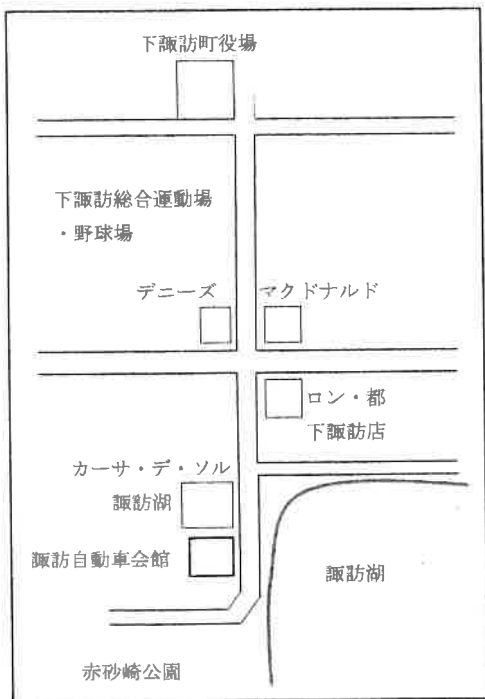 下諏訪町役場
下諏訪総合運動場
・野球場
デニーズ
マクドナルド
ロン・都
下諏訪店
カーサ・デ・ソル
諏訪湖
諏訪自動車会館
諏訪湖
赤砂崎公園